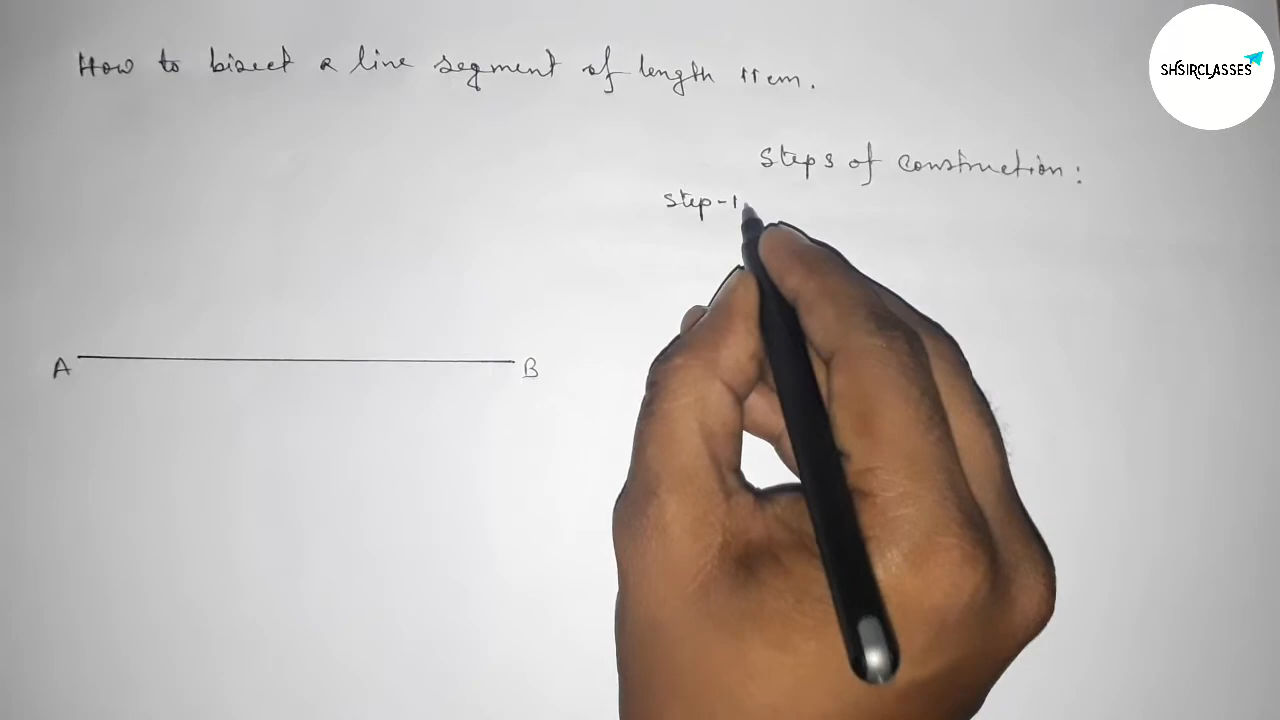 How to bisect a line segment of length 11 cm.
SHSIRCLASSES
Steps of construction:
Step-1
A
B